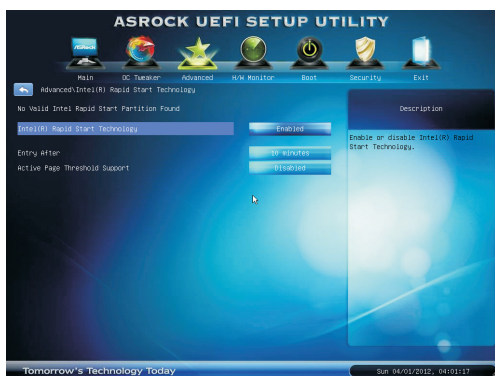 ASROCK UEFI SETUP UTILITY
ASRock
Main OC Tweaker Advanced H/W Monitor Boot Security Exit
Advanced\Intel(R) Rapid Start Technology
No Valid Intel Rapid Start Partition Found
Intel(R) Rapid Start Technology Enabled
Entry After 10 minutes
Active Page Threshold Support Disabled
Description
Enable or disable Intel(R) Rapid
Start Technology.
Tomorrow's Technology Today
Sun 04/01/2012, 04:01:17